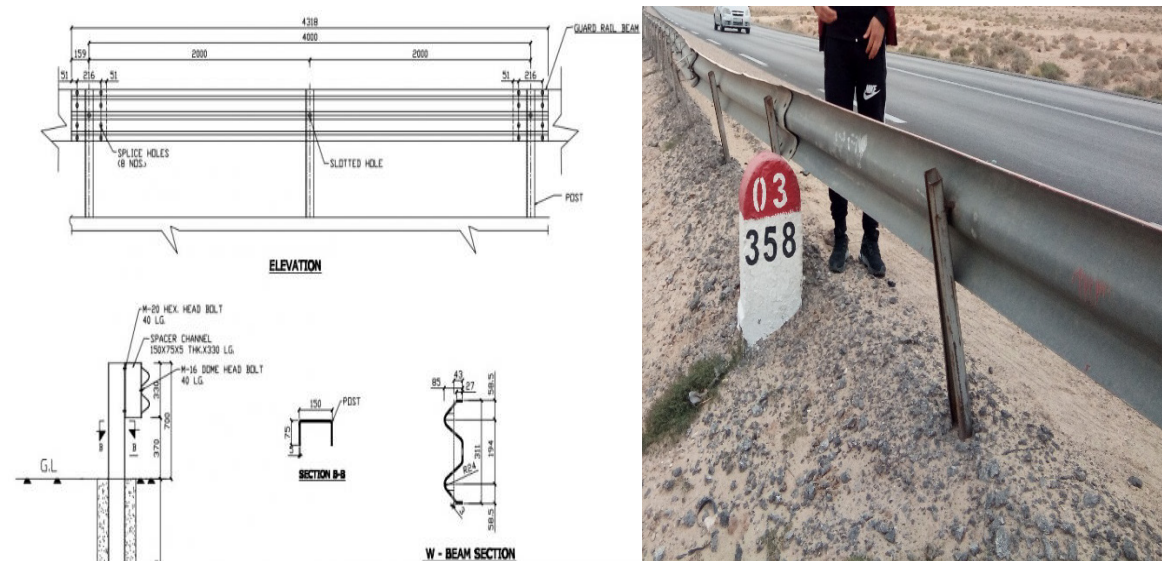 4318
4000
GUARD RAIL BEAM
159
2000
2000
51
216
51
51
216
SPLICE HOLES
(8 NOS.)
SLOTTED HOLE
POST
ELEVATION
M-20 HEX. HEAD BOLT
40 LG.
SPACER CHANNEL
150X75X5 THK.X330 LG.
M-16 DOME HEAD BOLT
40 LG.
330
700
370
B
G.L
150
POST
75
5
SECTION B-B
43
85
27
58.5
311
194
R24
3
58.5
W - BEAM SECTION
03
358
NIKE